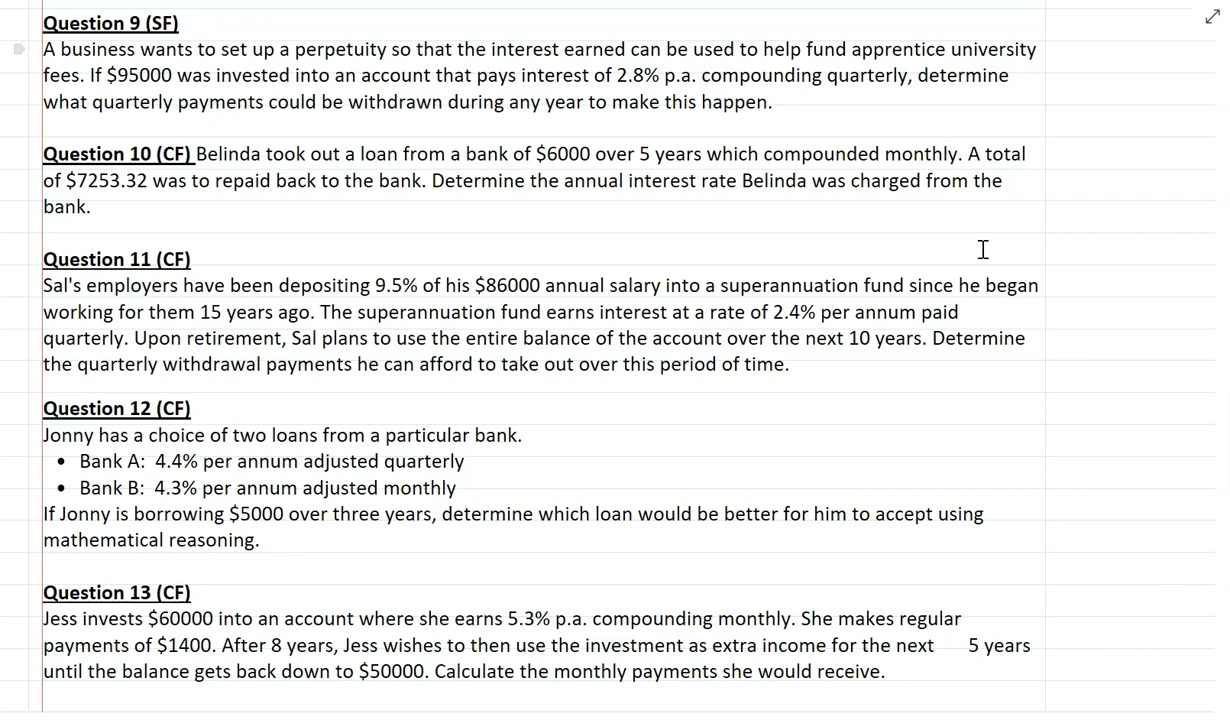 Question 9 (SF)
A business wants to set up a perpetuity so that the interest earned can be used to help fund apprentice university
fees. If $95000 was invested into an account that pays interest of 2.8% p.a. compounding quarterly, determine
what quarterly payments could be withdrawn during any year to make this happen.
Question 10 (CF) Belinda took out a loan from a bank of $6000 over 5 years which compounded monthly. A total
of $7253.32 was to repaid back to the bank. Determine the annual interest rate Belinda was charged from the
bank.
Question 11 (CF)
Sal's employers have been depositing 9.5% of his $86000 annual salary into a superannuation fund since he began
working for them 15 years ago. The superannuation fund earns interest at a rate of 2.4% per annum paid
quarterly. Upon retirement, Sal plans to use the entire balance of the account over the next 10 years. Determine
the quarterly withdrawal payments he can afford to take out over this period of time.
Question 12 (CF)
Jonny has a choice of two loans from a particular bank.
• Bank A: 4.4% per annum adjusted quarterly
• Bank B: 4.3% per annum adjusted monthly
If Jonny is borrowing $5000 over three years, determine which loan would be better for him to accept using
mathematical reasoning.
Question 13 (CF)
Jess invests $60000 into an account where she earns 5.3% p.a. compounding monthly. She makes regular
payments of $1400. After 8 years, Jess wishes to then use the investment as extra income for the next 5 years
until the balance gets back down to $50000. Calculate the monthly payments she would receive.